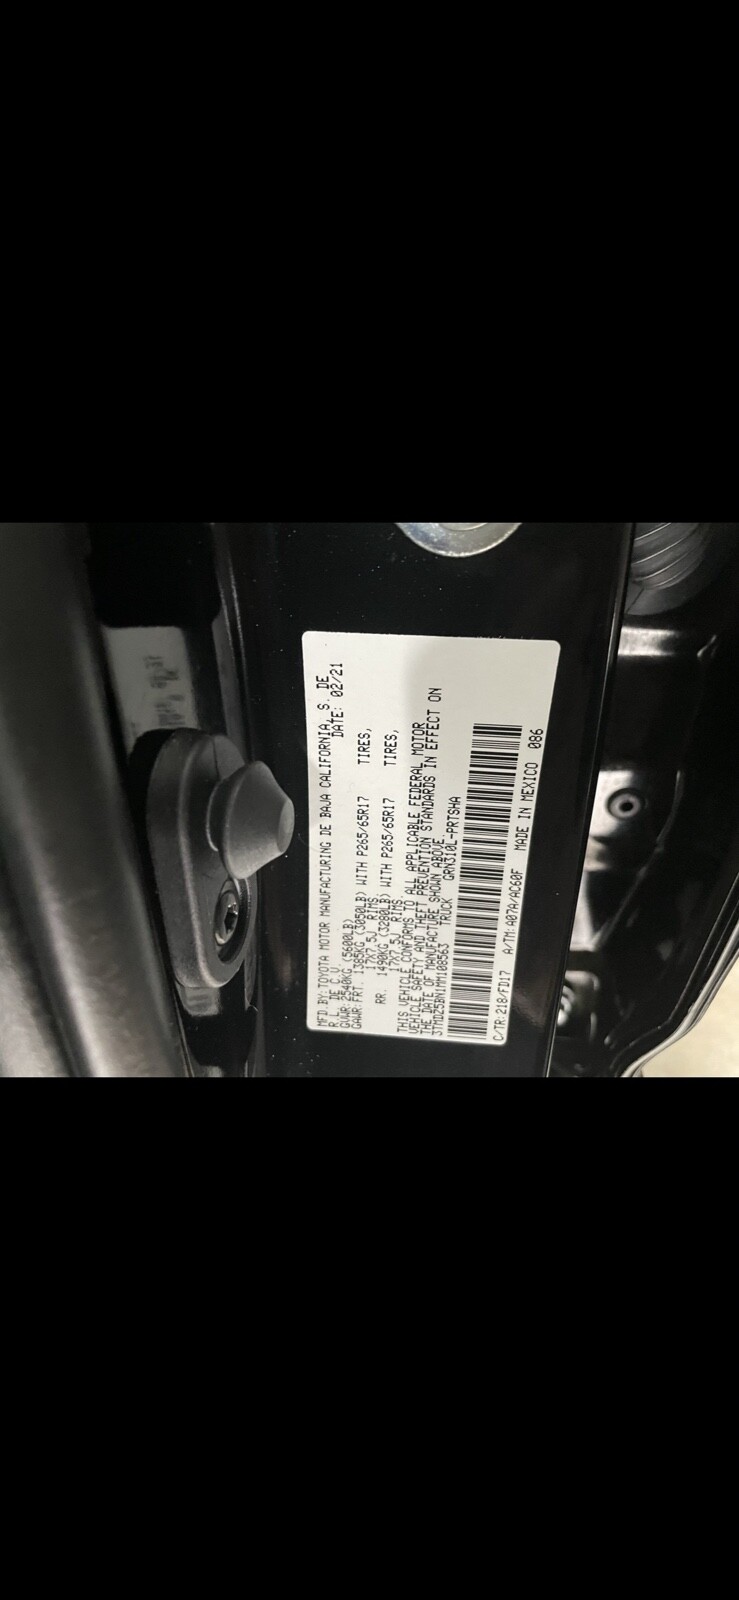 MFD.BY:TOYOTA MOTOR MANUFACTURING DE BAJA CALIFORNIA, S. DE
R.L. DE C.V. DATE: 02/21
GVWR:2540KG (5600LB)
GAWR:FRT. 1385KG (3050LB) WITH P265/65R17 TIRES,
17X7.5J RIMS,
RR. 1490KG (3280LB) WITH P265/65R17 TIRES,
17X7.5J RIMS.
THIS VEHICLE CONFORMS TO ALL APPLICABLE FEDERAL MOTOR
VEHICLE SAFETY AND THEFT PREVENTION STANDARDS IN EFFECT ON
THE DATE OF MANUFACTURE SHOWN ABOVE.
TRUCK GRN310L-PRTSHA
C/TR:218/FD17 A/TM:A07A/AC60F MADE IN MEXICO 086